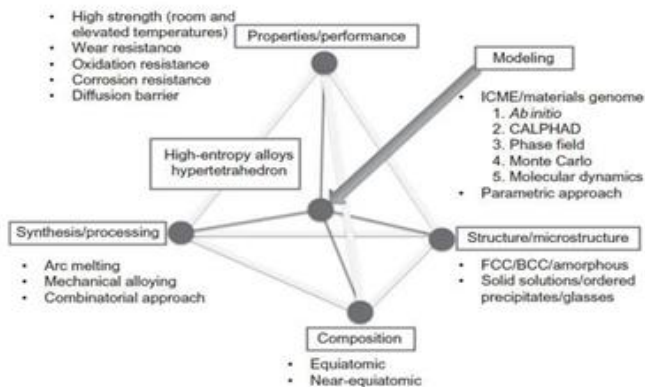 • High strength (room and
elevated temperatures)
• Wear resistance
• Oxidation resistance
• Corrosion resistance
• Diffusion barrier
Properties/performance
Modeling
• ICME/materials genome
1. Ab initio
2. CALPHAD
3. Phase field
4. Monte Carlo
5. Molecular dynamics
• Parametric approach
High-entropy alloys
hypertetrahedron
Synthesis/processing
• Arc melting
• Mechanical alloying
• Combinatorial approach
Structure/microstructure
• FCC/BCC/amorphous
• Solid solutions/ordered
precipitates/glasses
Composition
• Equiatomic
• Near-equiatomic